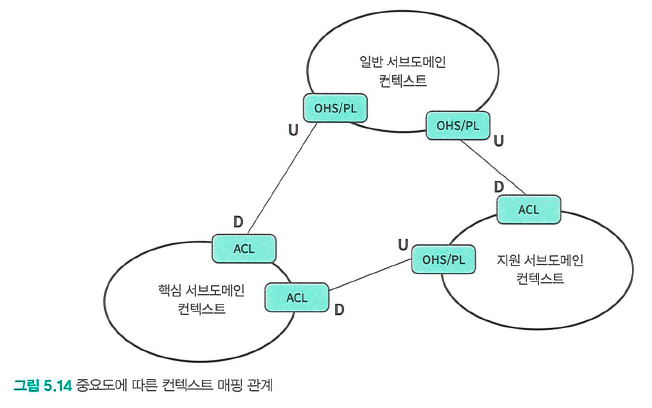 일반 서브도메인
컨텍스트
OHS/PL
OHS/PL
U
U
D
D
ACL
ACL
U
OHS/PL
지원 서브도메인
컨텍스트
핵심 서브도메인
컨텍스트
ACL
D
그림 5.14 중요도에 따른 컨텍스트 매핑 관계